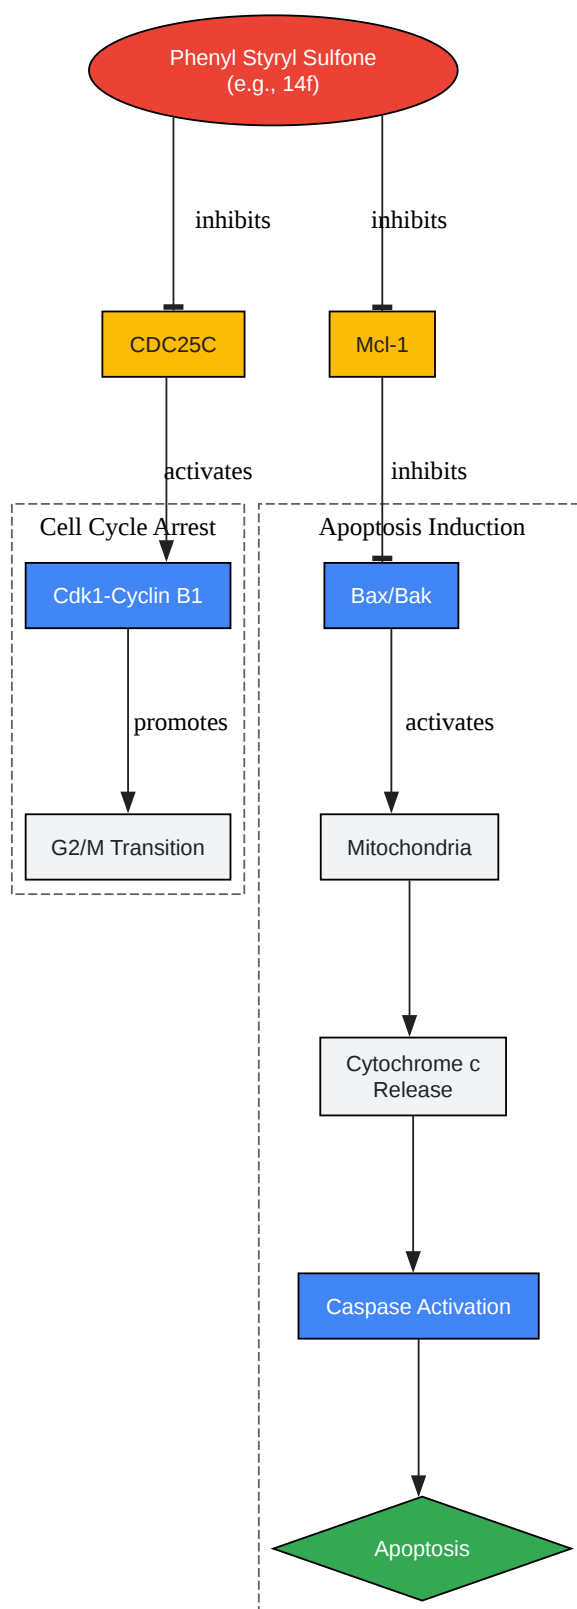 Phenyl Styryl Sulfone
(e.g., 14f)
inhibits
inhibits
CDC25C
Mcl-1
activates
inhibits
Cell Cycle Arrest
Apoptosis Induction
Cdk1-Cyclin B1
Bax/Bak
promotes
activates
G2/M Transition
Mitochondria
Cytochrome c
Release
Caspase Activation
Apoptosis